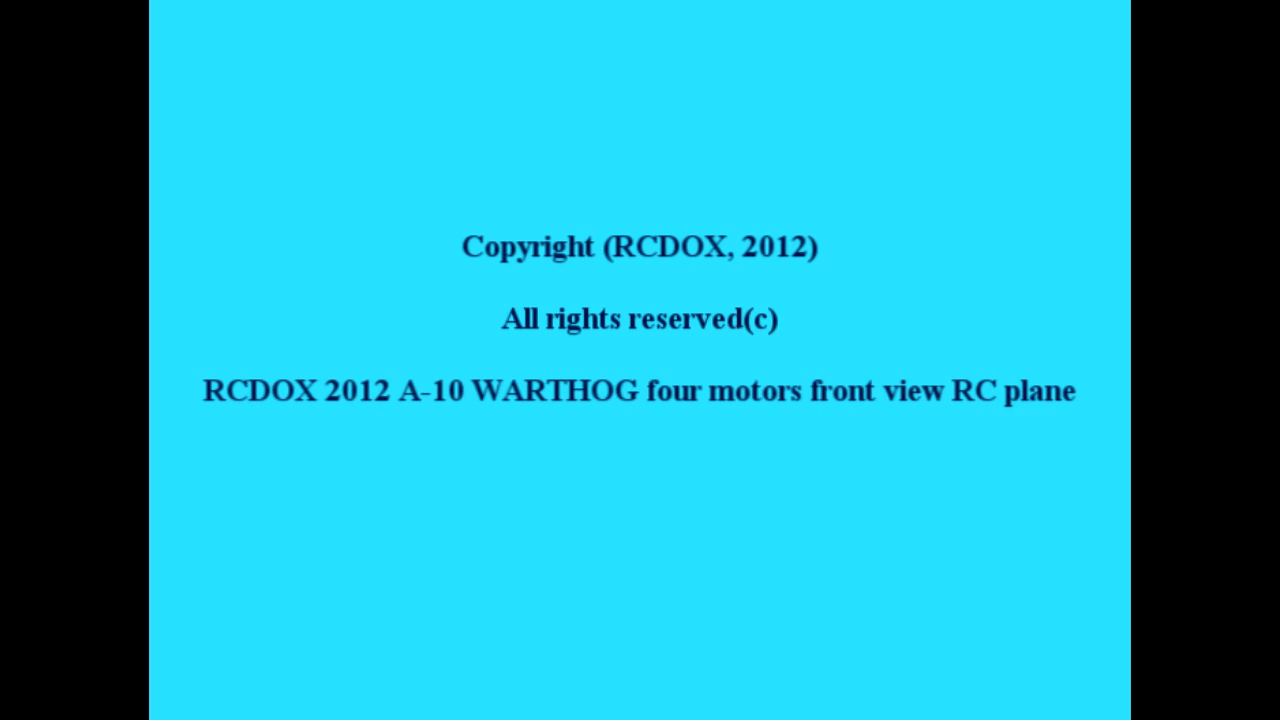 Copyright (RCDOX, 2012)
All rights reserved(c)
RCDOX 2012 A-10 WARTHOG four motors front view RC plane